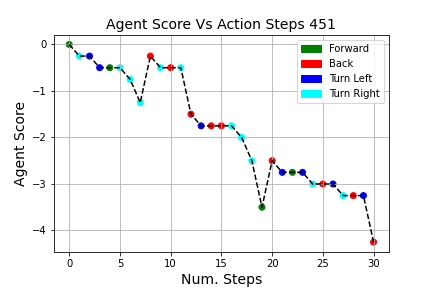 Agent Score Vs Action Steps 451
Agent Score
0
−1
−2
−3
−4
Forward
Back
Turn Left
Turn Right
0 5 10 15 20 25 30
Num. Steps